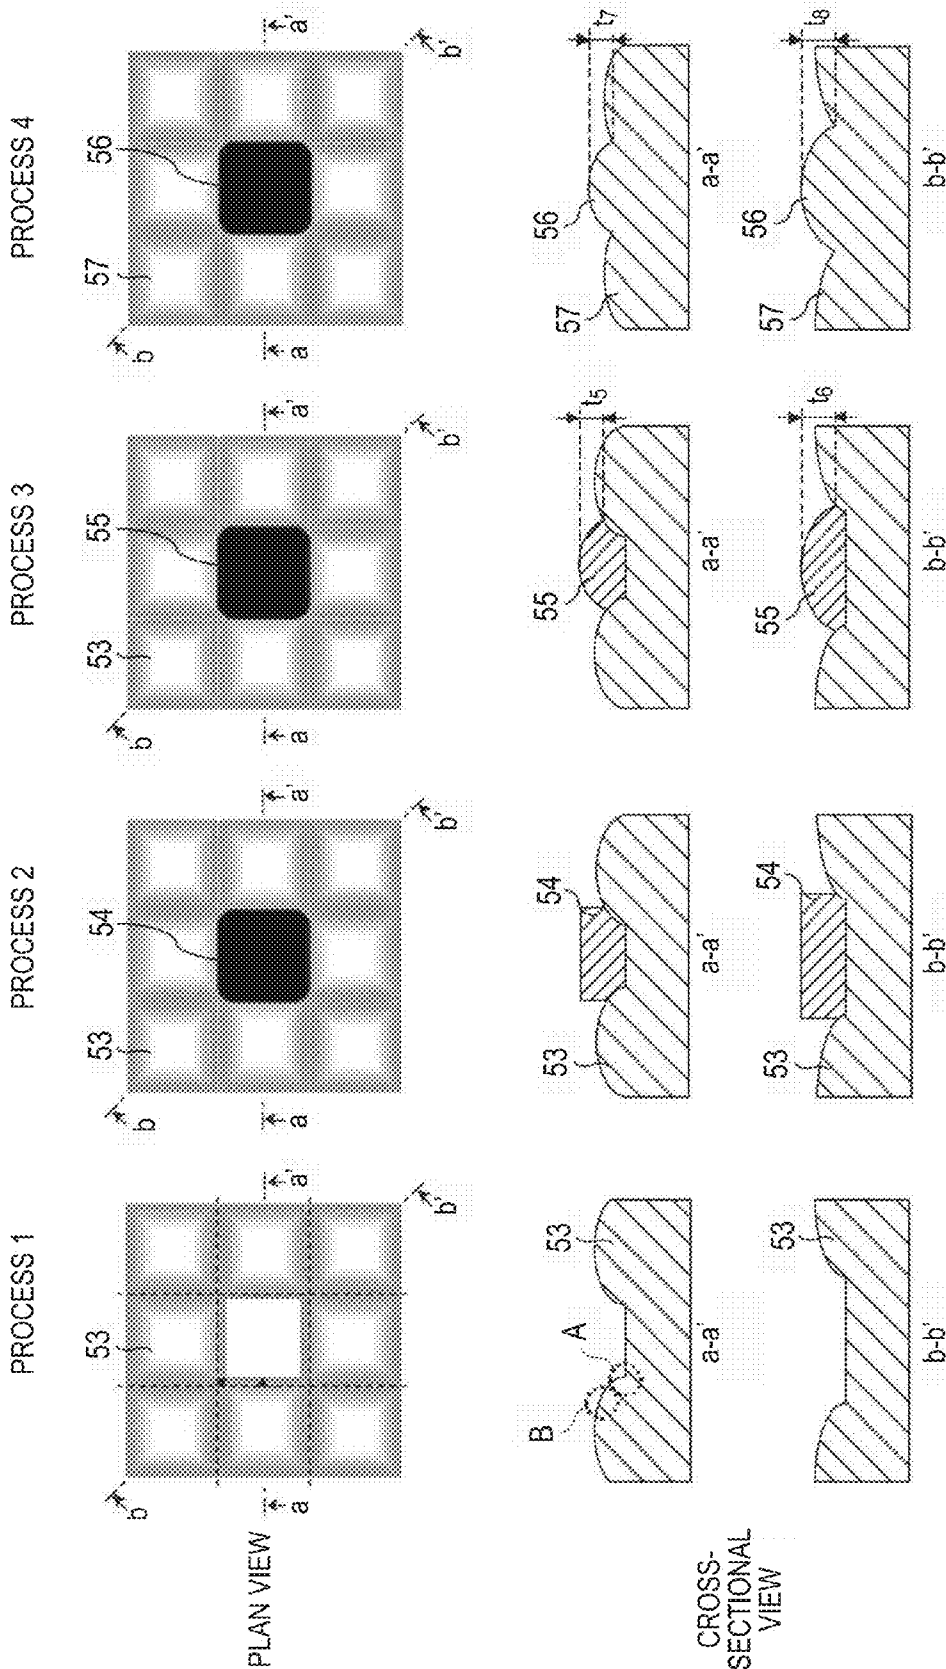 PROCESS 1
PROCESS 2
PROCESS 3
PROCESS 4
PLAN VIEW
b
53
a
a'
b'
b
53
54
a
a'
b'
b
53
55
a
a'
b'
b
57
56
a
a'
b'
CROSS-
SECTIONAL
VIEW
B
A
53
a-a'
53
54
a-a'
55
t5
a-a'
57
56
t7
a-a'
53
b-b'
53
54
b-b'
55
t6
b-b'
57
56
t8
b-b'